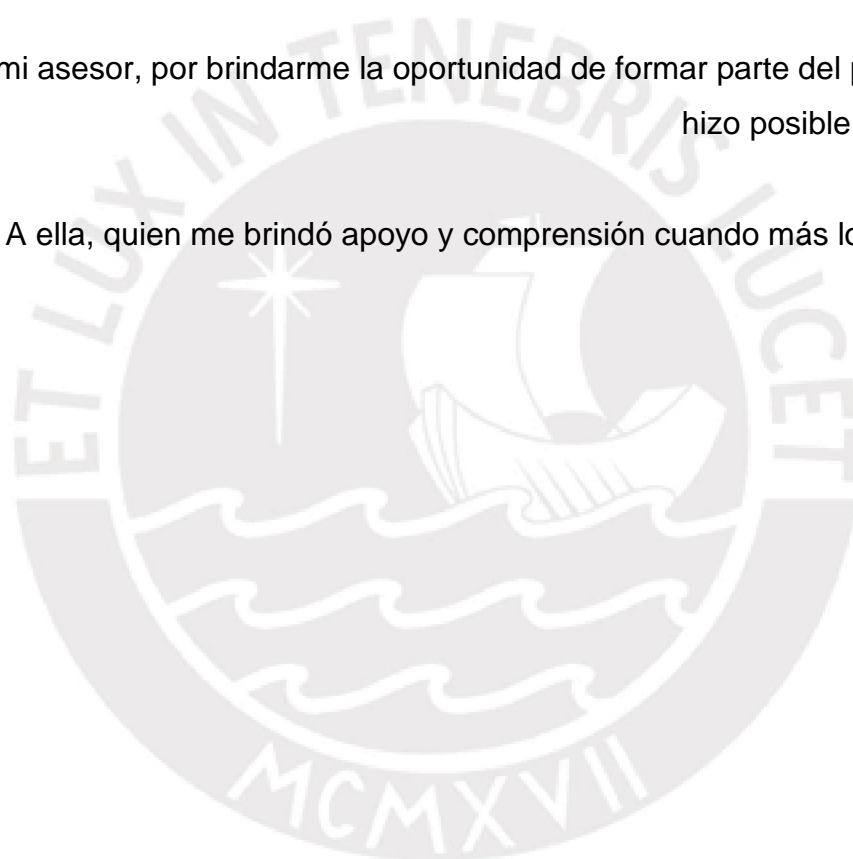 mi asesor, por brindarme la oportunidad de formar parte del
hizo posible
A ella, quien me brindó apoyo y comprensión cuando más
ET LUX IN TENEBRIS LUCET
MCMXVII